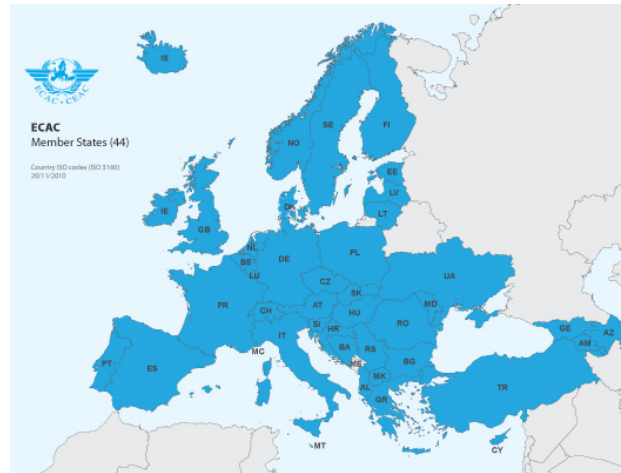 ECAC • CEAC
ECAC
Member States (44)
Country ISO codes (ISO 3166)
20/11/2010
IS
NO
SE
FI
EE
LV
LT
DK
IE
GB
NL
BE
LU
DE
PL
CZ
SK
UA
FR
CH
AT
HU
MD
RO
SI
HR
IT
BA
RS
BG
MC
ME
MK
AL
GR
PT
ES
MT
TR
CY
GE
AM
AZ